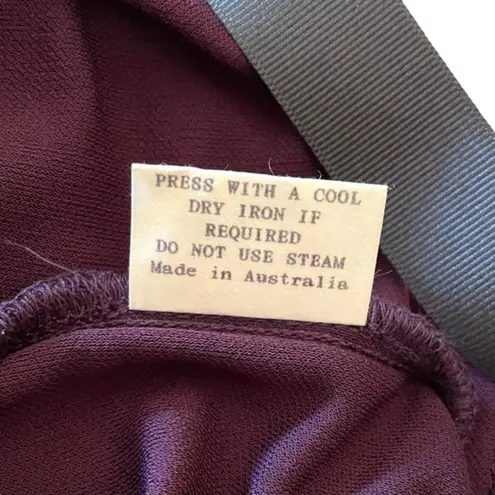 PRESS WITH A COOL
DRY IRON IF
REQUIRED
DO NOT USE STEAM
Made in Australia